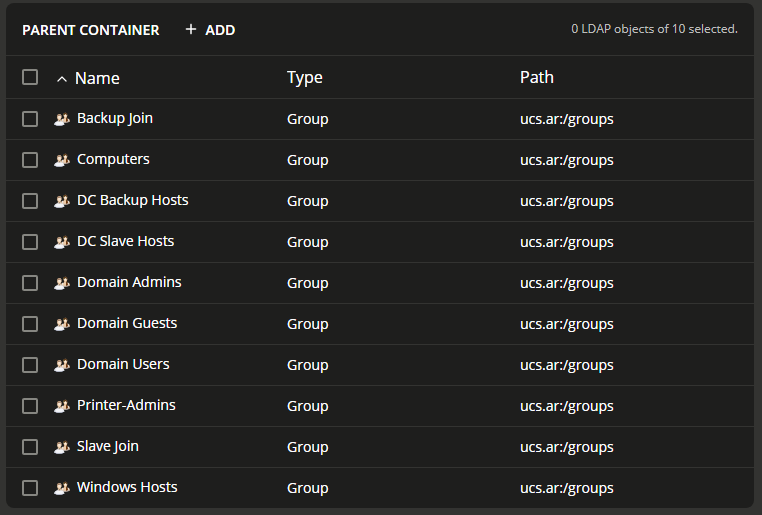 PARENT CONTAINER + ADD 0 LDAP objects of 10 selected.
Name Type Path
Backup Join Group ucs.ar:/groups
Computers Group ucs.ar:/groups
DC Backup Hosts Group ucs.ar:/groups
DC Slave Hosts Group ucs.ar:/groups
Domain Admins Group ucs.ar:/groups
Domain Guests Group ucs.ar:/groups
Domain Users Group ucs.ar:/groups
Printer-Admins Group ucs.ar:/groups
Slave Join Group ucs.ar:/groups
Windows Hosts Group ucs.ar:/groups